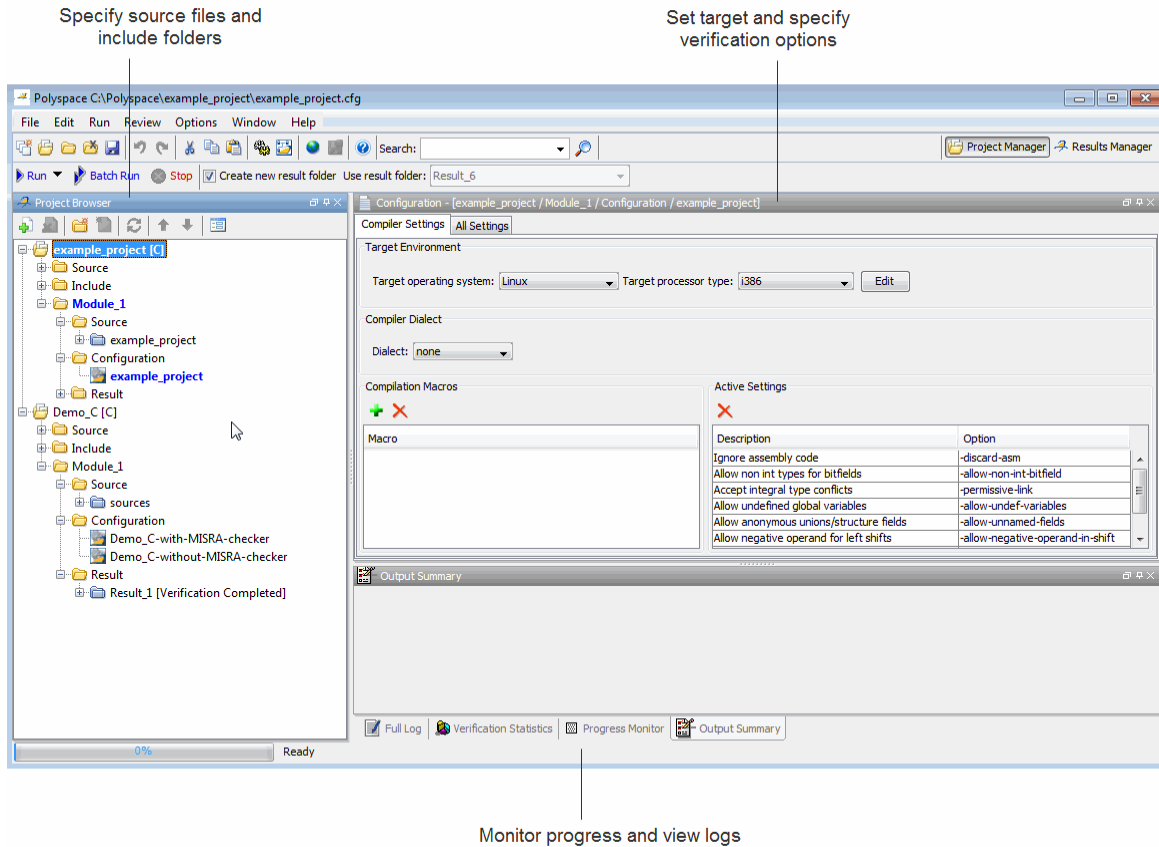 Specify source files and
include folders
Set target and specify
verification options
Polyspace C:\Polyspace\example_project\example_project.cfg
File Edit Run Review Options Window Help
Search:
Project Manager
Results Manager
Run Batch Run Stop Create new result folder Use result folder: Result_6
Project Browser
example_project [C]
Source
Include
Module_1
Source
example_project
Configuration
example_project
Result
Demo_C [C]
Source
Include
Module_1
Source
sources
Configuration
Demo_C-with-MISRA-checker
Demo_C-without-MISRA-checker
Result
Result_1 [Verification Completed]
Configuration - [example_project / Module_1 / Configuration / example_project]
Compiler Settings All Settings
Target Environment
Target operating system: Linux Target processor type: i386 Edit
Compiler Dialect
Dialect: none
Compilation Macros
Macro
Active Settings
Description Option
Ignore assembly code -discard-asm
Allow non int types for bitfields -allow-non-int-bitfield
Accept integral type conflicts -permissive-link
Allow undefined global variables -allow-undef-variables
Allow anonymous unions/structure fields -allow-unnamed-fields
Allow negative operand for left shifts -allow-negative-operand-in-shift
Output Summary
Full Log Verification Statistics Progress Monitor Output Summary
0% Ready
Monitor progress and view logs